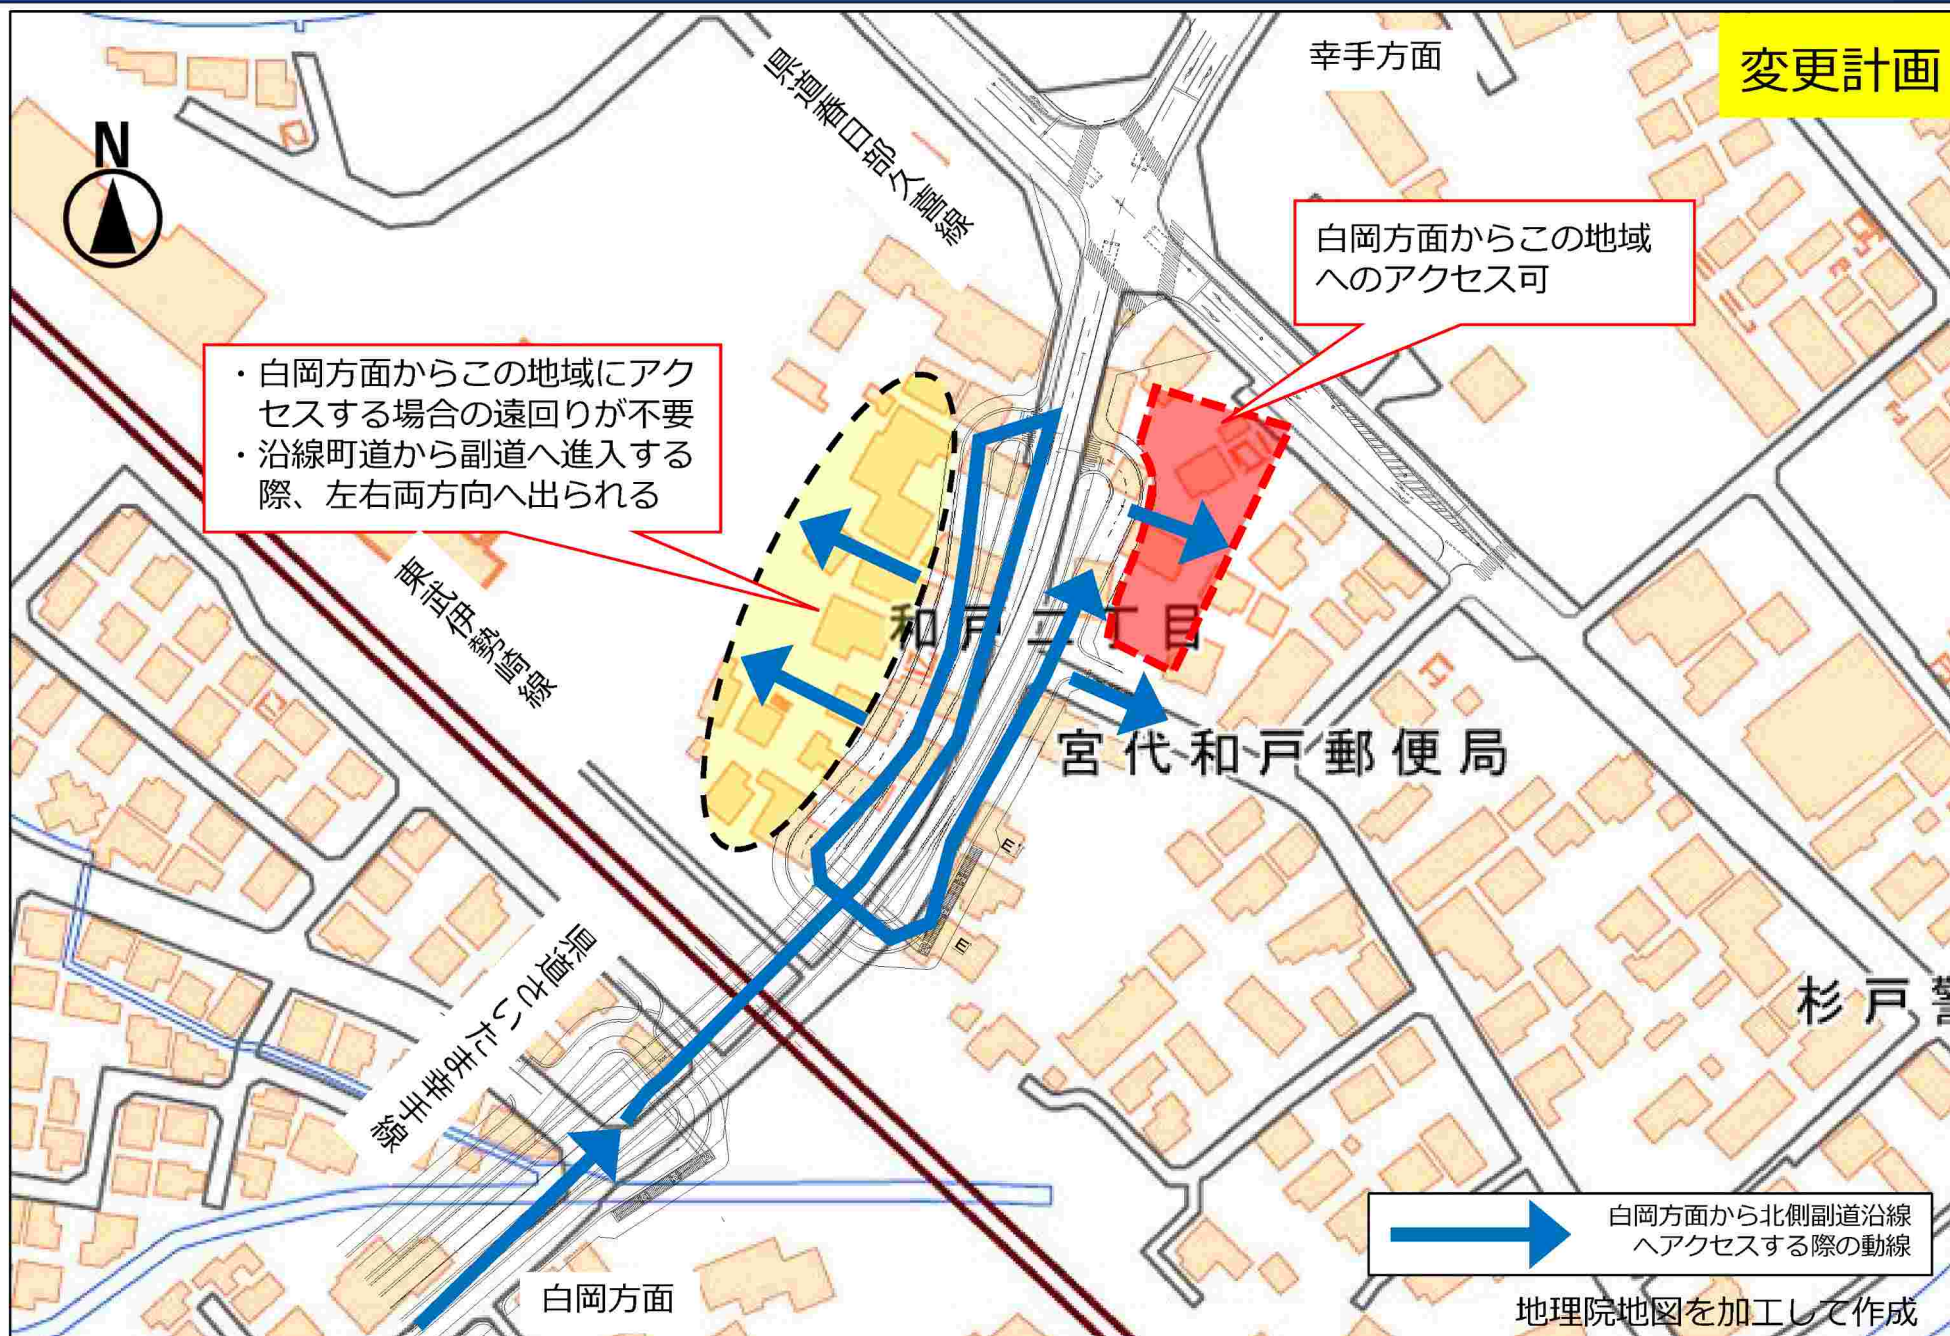 変更計画
幸手方面
県道春日部久喜線
N
白岡方面からこの地域
へのアクセス可
・白岡方面からこの地域にアク
セスする場合の遠回りが不要
・沿線町道から副道へ進入する
際、左右両方向へ出られる
東武伊勢崎線
和戸二丁目
宮代和戸郵便局
E
E
杉戸警
県道さいたま幸手線
白岡方面から北側副道沿線
へアクセスする際の動線
白岡方面
地理院地図を加工して作成